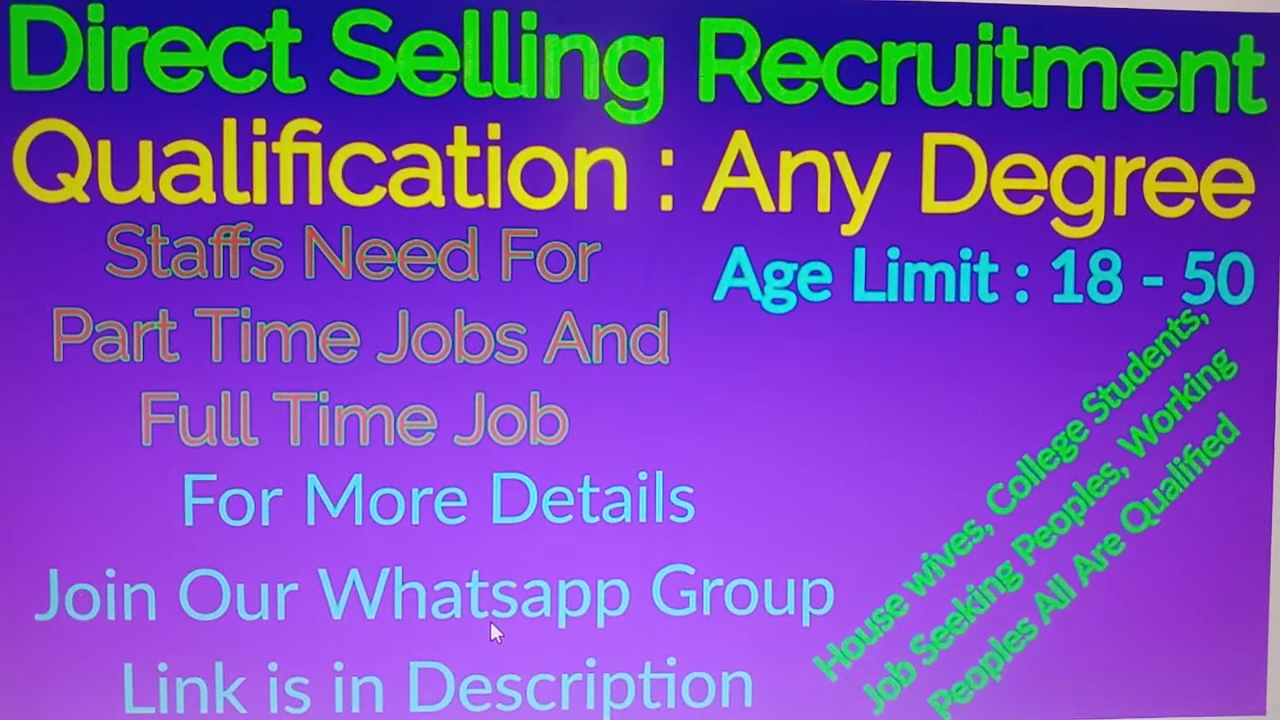 Direct Selling Recruitment
Qualification : Any Degree
Staffs Need For
Part Time Jobs And
Full Time Job
Age Limit : 18 - 50
For More Details
Join Our Whatsapp Group
Link is in Description
House wives, College Students,
Job Seeking Peoples, Working
Peoples All Are Qualified